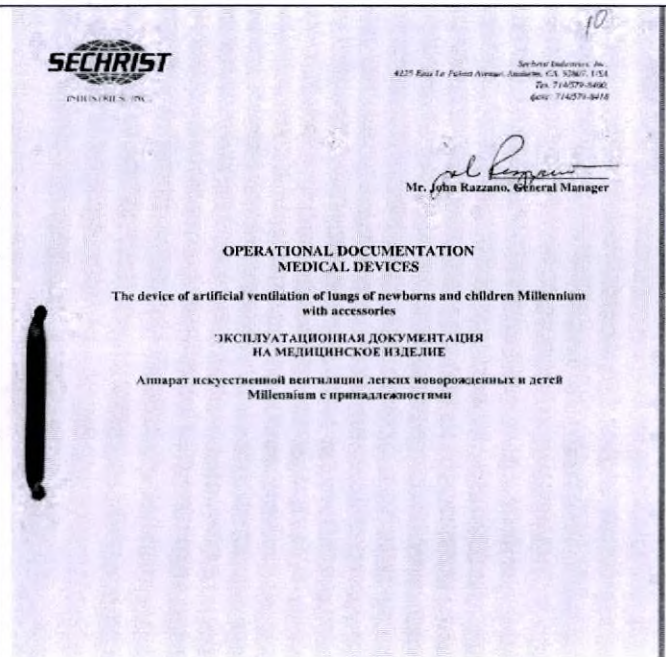 10
SECHRIST
INDUSTRIES, INC.
Sechrist Industries, Inc.
4225 East La Palma Avenue, Anaheim, CA. 92807, USA
Тел. 714/579-8400,
факс: 714/579-8418
Mr. John Razzano, General Manager
OPERATIONAL DOCUMENTATION
MEDICAL DEVICES
The device of artificial ventilation of lungs of newborns and children Millennium
with accessories
ЭКСПЛУАТАЦИОННАЯ ДОКУМЕНТАЦИЯ
НА МЕДИЦИНСКОЕ ИЗДЕЛИЕ
Аппарат искусственной вентиляции легких новорожденных и детей
Millennium с принадлежностями